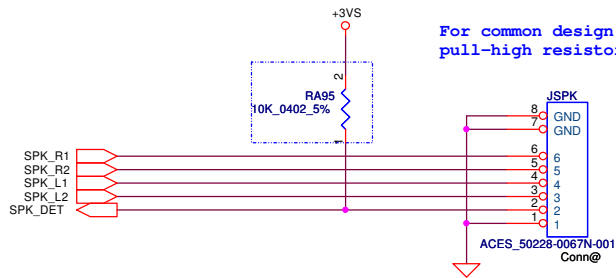 +3VS
For common design
pull-high resisto
2
RA95
10K_0402_5%
1
JSPK
8 GND
7 GND
SPK_R1 6 6
SPK_R2 5 5
SPK_L1 4 4
SPK_L2 3 3
SPK_DET 2 2
1 1
ACES_50228-0067N-001
Conn@